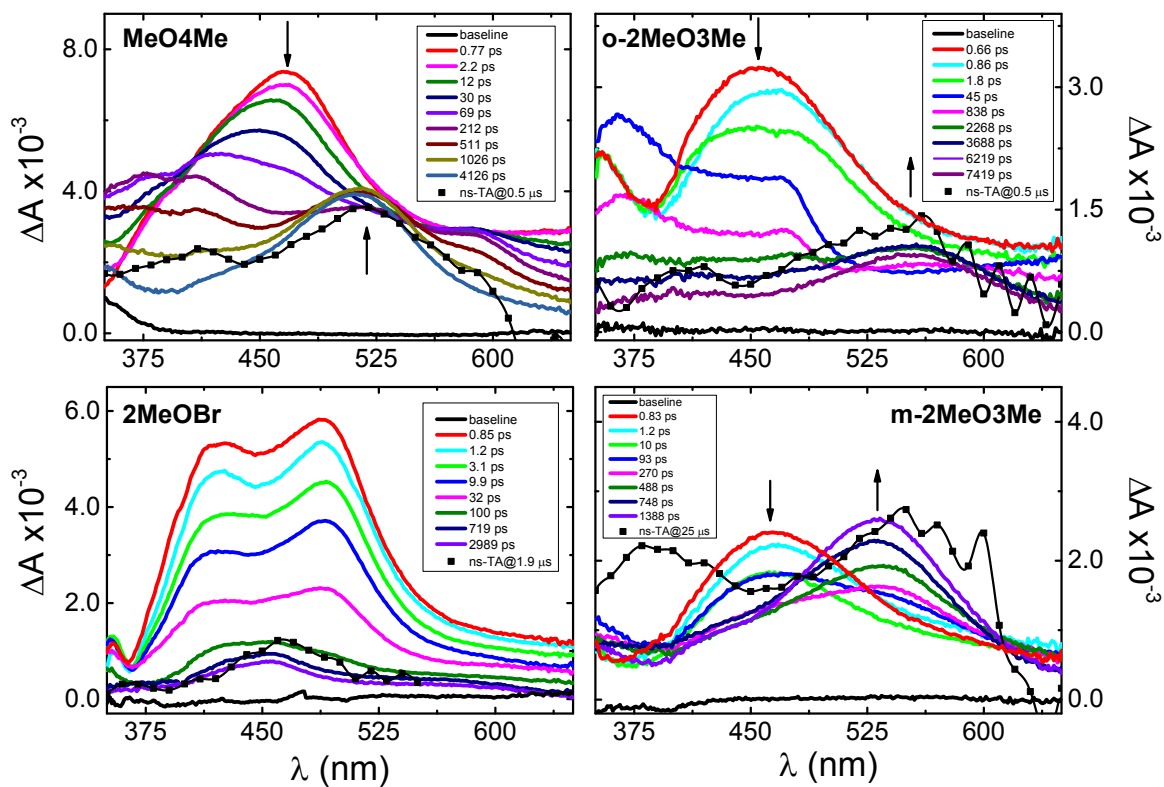 MeO4Me
baseline
0.77 ps
2.2 ps
12 ps
30 ps
69 ps
212 ps
511 ps
1026 ps
4126 ps
ns-TA@0.5 μs
8.0
4.0
0.0
ΔA x10⁻³
375 450 525 600
o-2MeO3Me
baseline
0.66 ps
0.86 ps
1.8 ps
45 ps
838 ps
2268 ps
3688 ps
6219 ps
7419 ps
ns-TA@0.5 μs
3.0
1.5
0.0
ΔA x10⁻³
375 450 525 600
2MeOBr
baseline
0.85 ps
1.2 ps
3.1 ps
9.9 ps
32 ps
100 ps
719 ps
2989 ps
ns-TA@1.9 μs
6.0
4.0
2.0
0.0
ΔA x10⁻³
375 450 525 600
λ (nm)
m-2MeO3Me
baseline
0.83 ps
1.2 ps
10 ps
93 ps
270 ps
488 ps
748 ps
1388 ps
ns-TA@25 μs
4.0
2.0
0.0
ΔA x10⁻³
375 450 525 600
λ (nm)